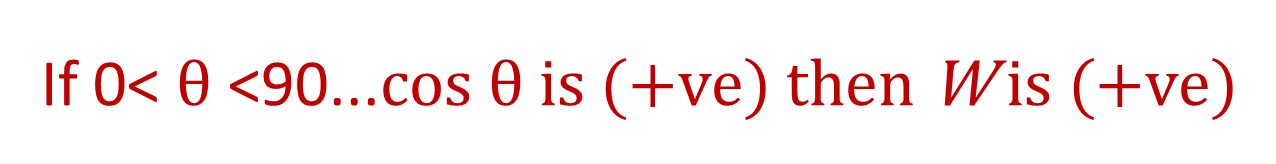 If 0< θ <90...cos θ is (+ve) then W is (+ve)